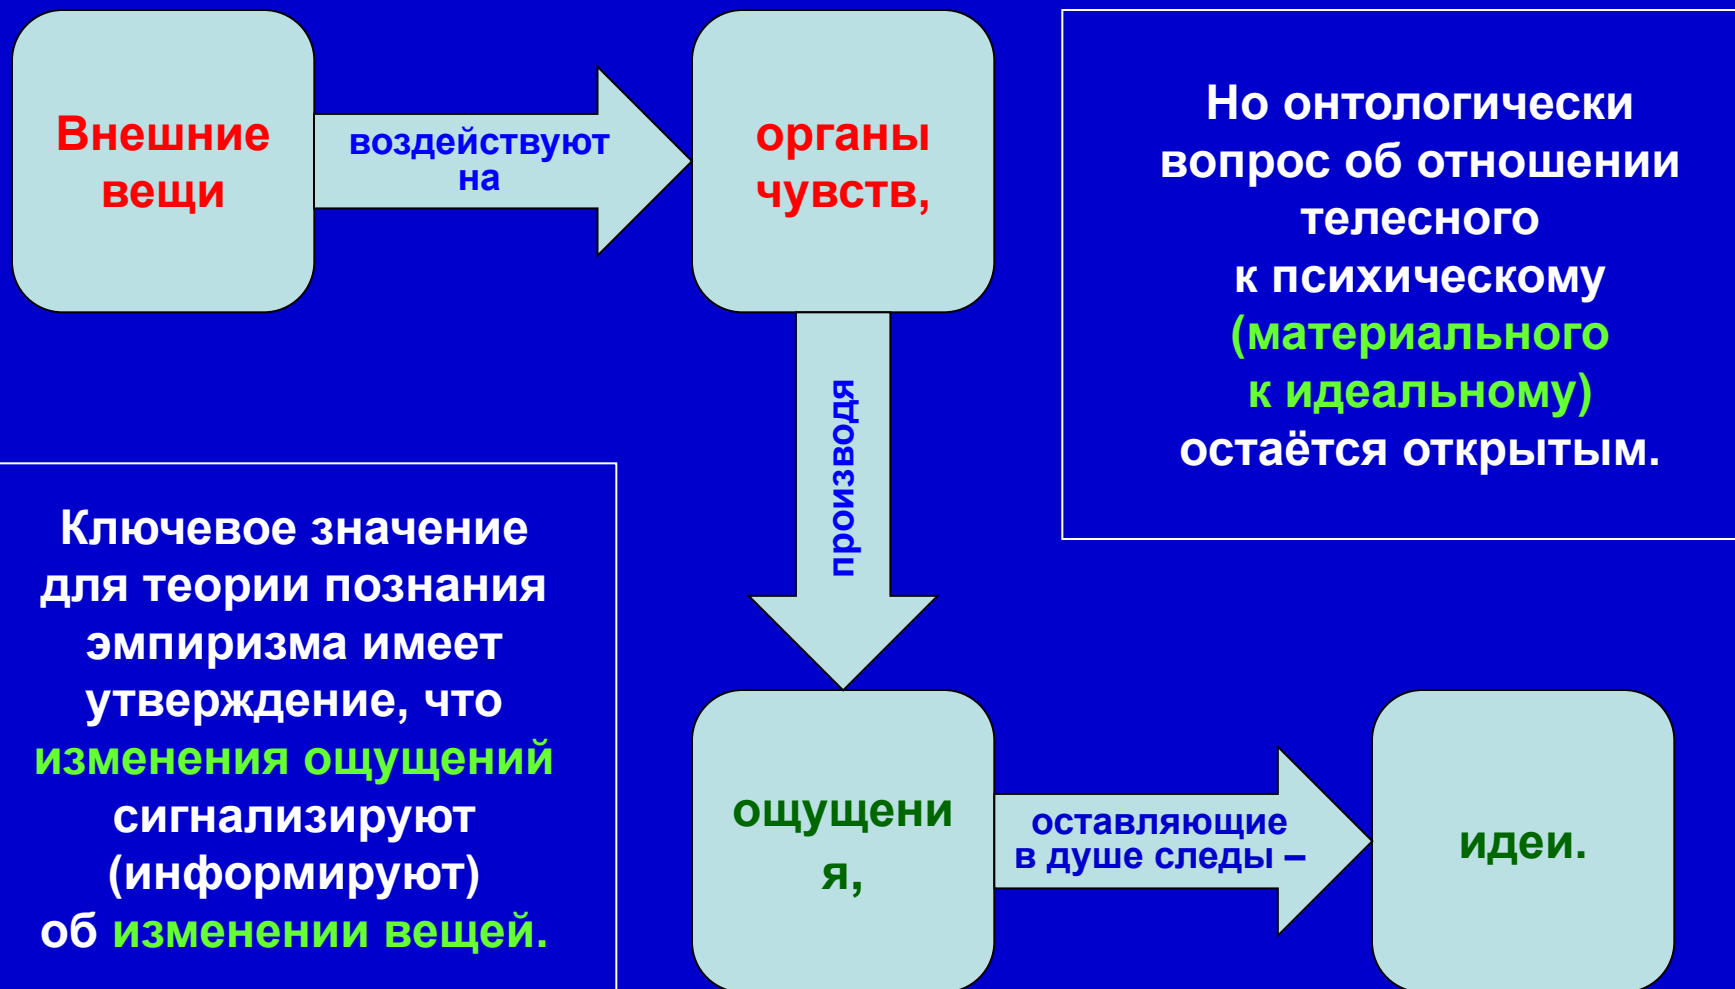 Внешние
вещи
воздействуют
на
органы
чувств,
производя
ощущени
я,
оставляющие
в душе следы –
идеи.
Но онтологически
вопрос об отношении
телесного
к психическому
(материального
к идеальному)
остаётся открытым.
Ключевое значение
для теории познания
эмпиризма имеет
утверждение, что
изменения ощущений
сигнализируют
(информируют)
об изменении вещей.